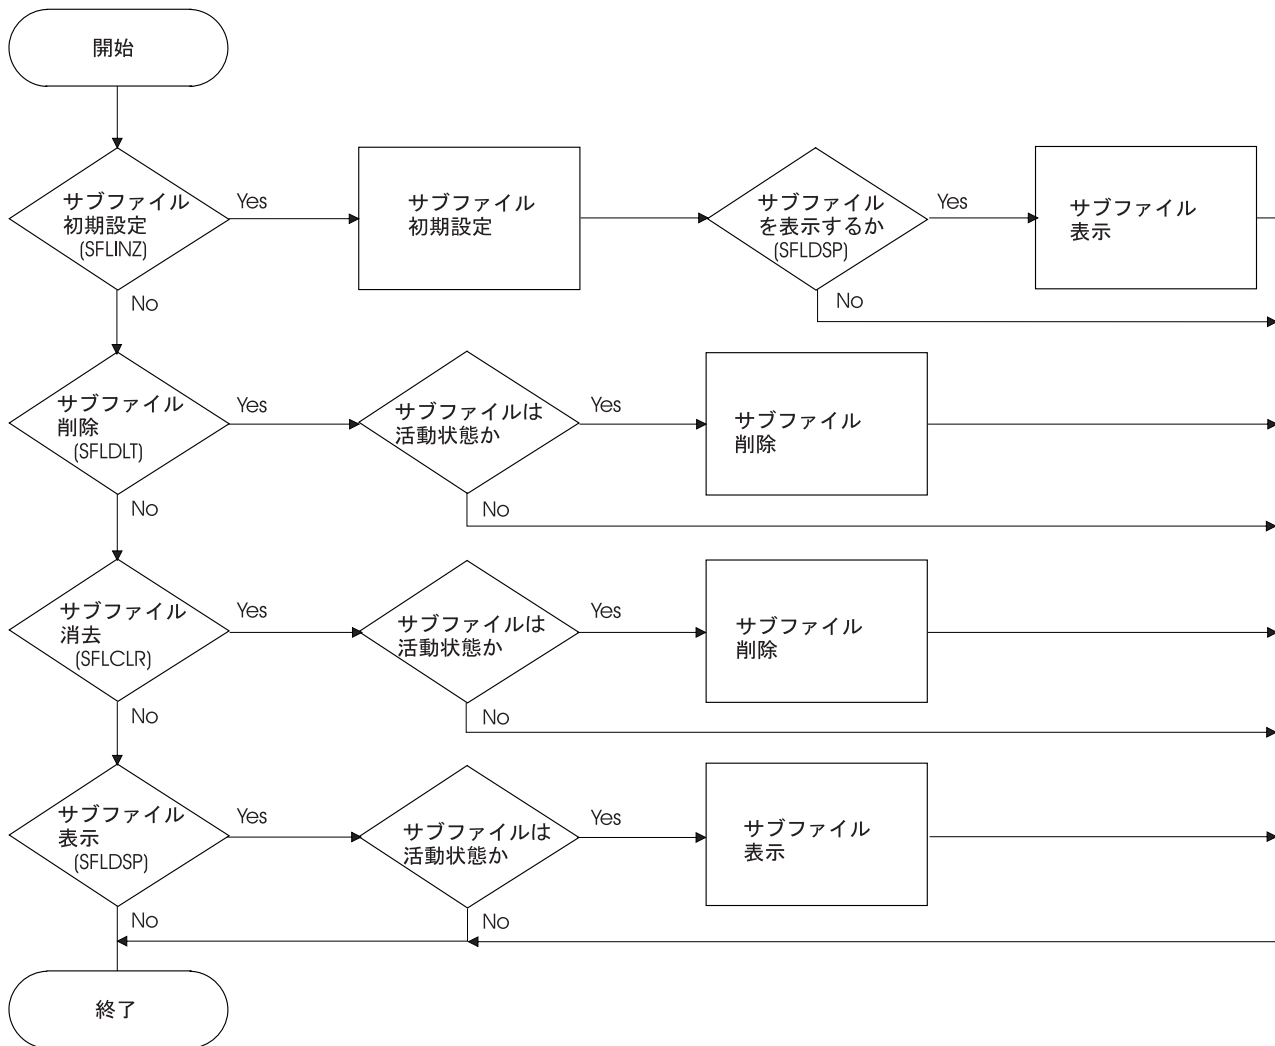 開始
サブファイル
初期設定
(SFLINZ)
Yes
サブファイル
初期設定
サブファイル
を表示するか
(SFLDSP)
Yes
サブファイル
表示
No
No
サブファイル
削除
(SFLDLT)
Yes
サブファイルは
活動状態か
Yes
サブファイル
削除
No
No
サブファイル
消去
(SFLCLR)
Yes
サブファイルは
活動状態か
Yes
サブファイル
削除
No
No
サブファイル
表示
(SFLDSP)
Yes
サブファイルは
活動状態か
Yes
サブファイル
表示
No
No
終了